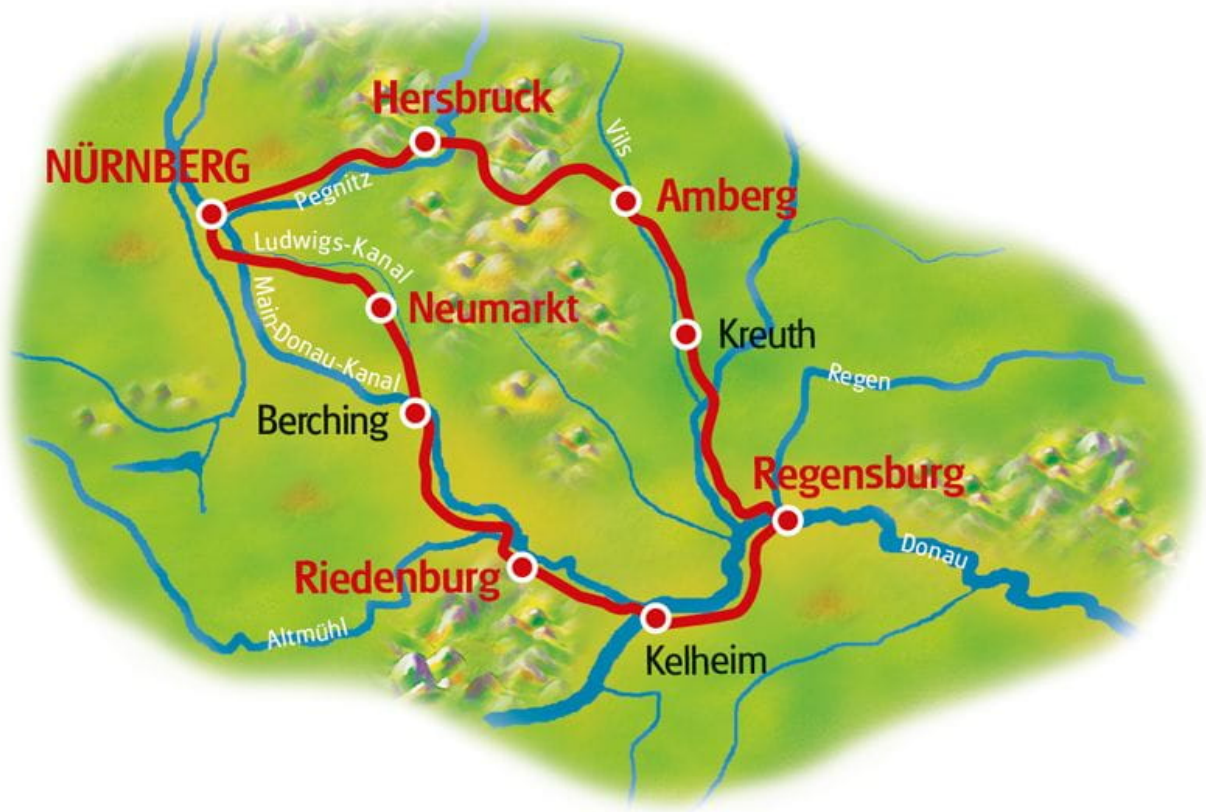 Hersbruck
Vils
NÜRNBERG
Pegnitz
Amberg
Ludwigs-Kanal
Main-Donau-Kanal
Neumarkt
Kreuth
Regen
Berching
Regensburg
Donau
Riedenburg
Altmühl
Kelheim